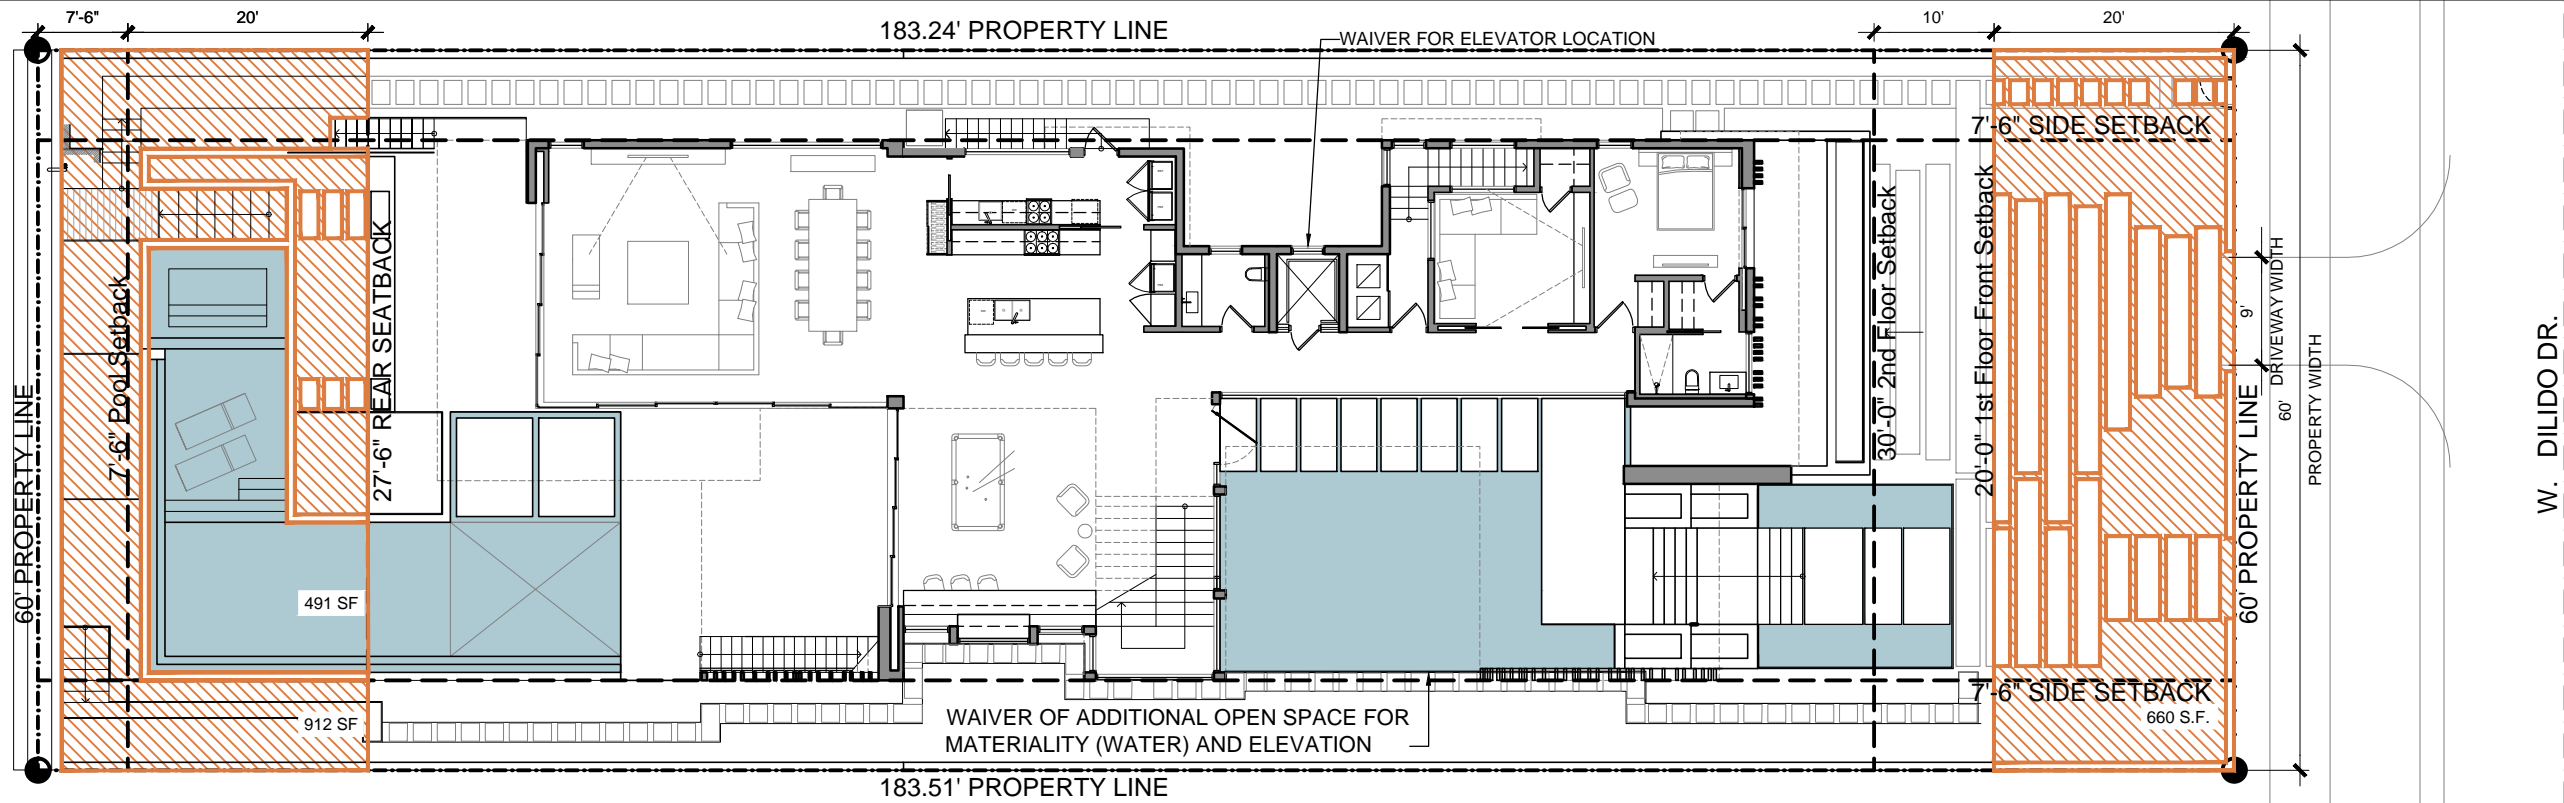 7'-6"
20'
183.24' PROPERTY LINE
WAIVER FOR ELEVATOR LOCATION
10'
20'
7'-6" SIDE SETBACK
60' PROPERTY LINE
7'-6" Pool Setback
27'-6" REAR SEATBACK
30'-0" 2nd Floor Setback
20'-0" 1st Floor Front Setback
60' PROPERTY LINE
9'
DRIVEWAY WIDTH
60'
PROPERTY WIDTH
W. DILIDO DR.
491 SF
912 SF
WAIVER OF ADDITIONAL OPEN SPACE FOR
MATERIALITY (WATER) AND ELEVATION
7'-6" SIDE SETBACK
660 S.F.
183.51' PROPERTY LINE